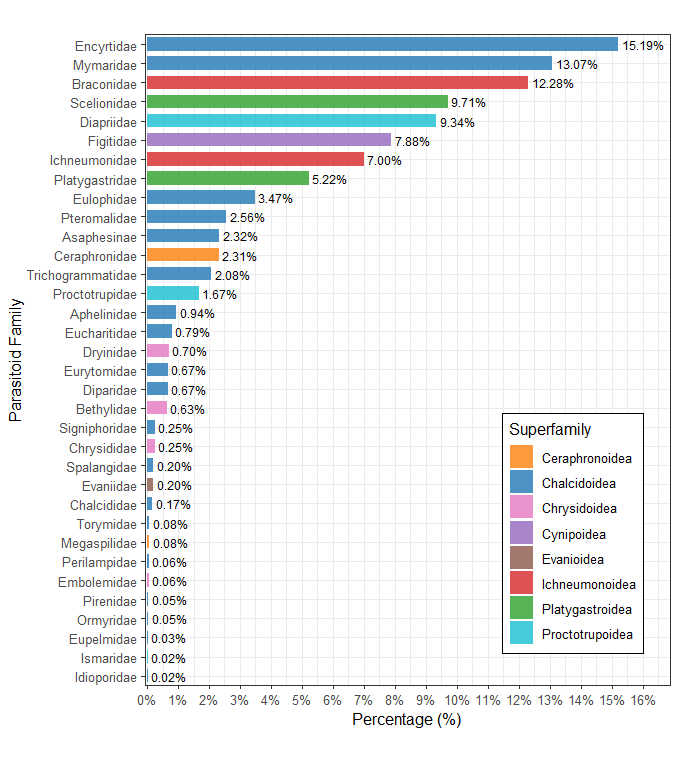 Encyrtidae 15.19%
Mymaridae 13.07%
Braconidae 12.28%
Scelionidae 9.71%
Diapriidae 9.34%
Figitidae 7.88%
Ichneumonidae 7.00%
Platygastridae 5.22%
Eulophidae 3.47%
Pteromalidae 2.56%
Asaphesinae 2.32%
Ceraphronidae 2.31%
Trichogrammatidae 2.08%
Proctotrupidae 1.67%
Aphelinidae 0.94%
Eucharitidae 0.79%
Dryinidae 0.70%
Eurytomidae 0.67%
Diparidae 0.67%
Bethylidae 0.63%
Signiphoridae 0.25%
Chrysididae 0.25%
Spalangidae 0.20%
Evaniidae 0.20%
Chalcididae 0.17%
Torymidae 0.08%
Megaspilidae 0.08%
Perilampidae 0.06%
Embolemidae 0.06%
Pirenidae 0.05%
Ormyridae 0.05%
Eupelmidae 0.03%
Ismaridae 0.02%
Idioporidae 0.02%
Parasitoid Family
0% 1% 2% 3% 4% 5% 6% 7% 8% 9% 10% 11% 12% 13% 14% 15% 16%
Percentage (%)
Superfamily
Ceraphronoidea
Chalcidoidea
Chrysidoidea
Cynipoidea
Evanioidea
Ichneumonoidea
Platygastroidea
Proctotrupoidea